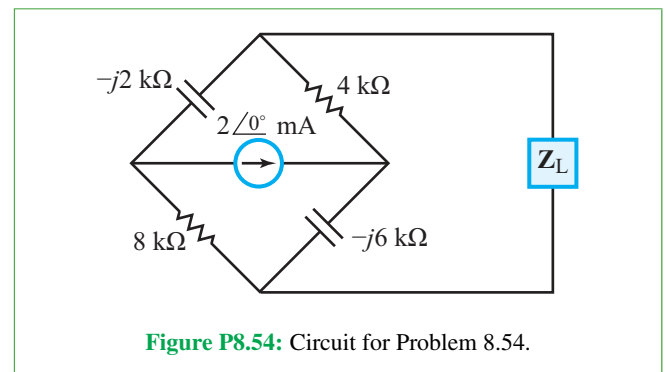 −j2 kΩ
4 kΩ
2∠0° mA
Z_L
8 kΩ
−j6 kΩ
Figure P8.54: Circuit for Problem 8.54.